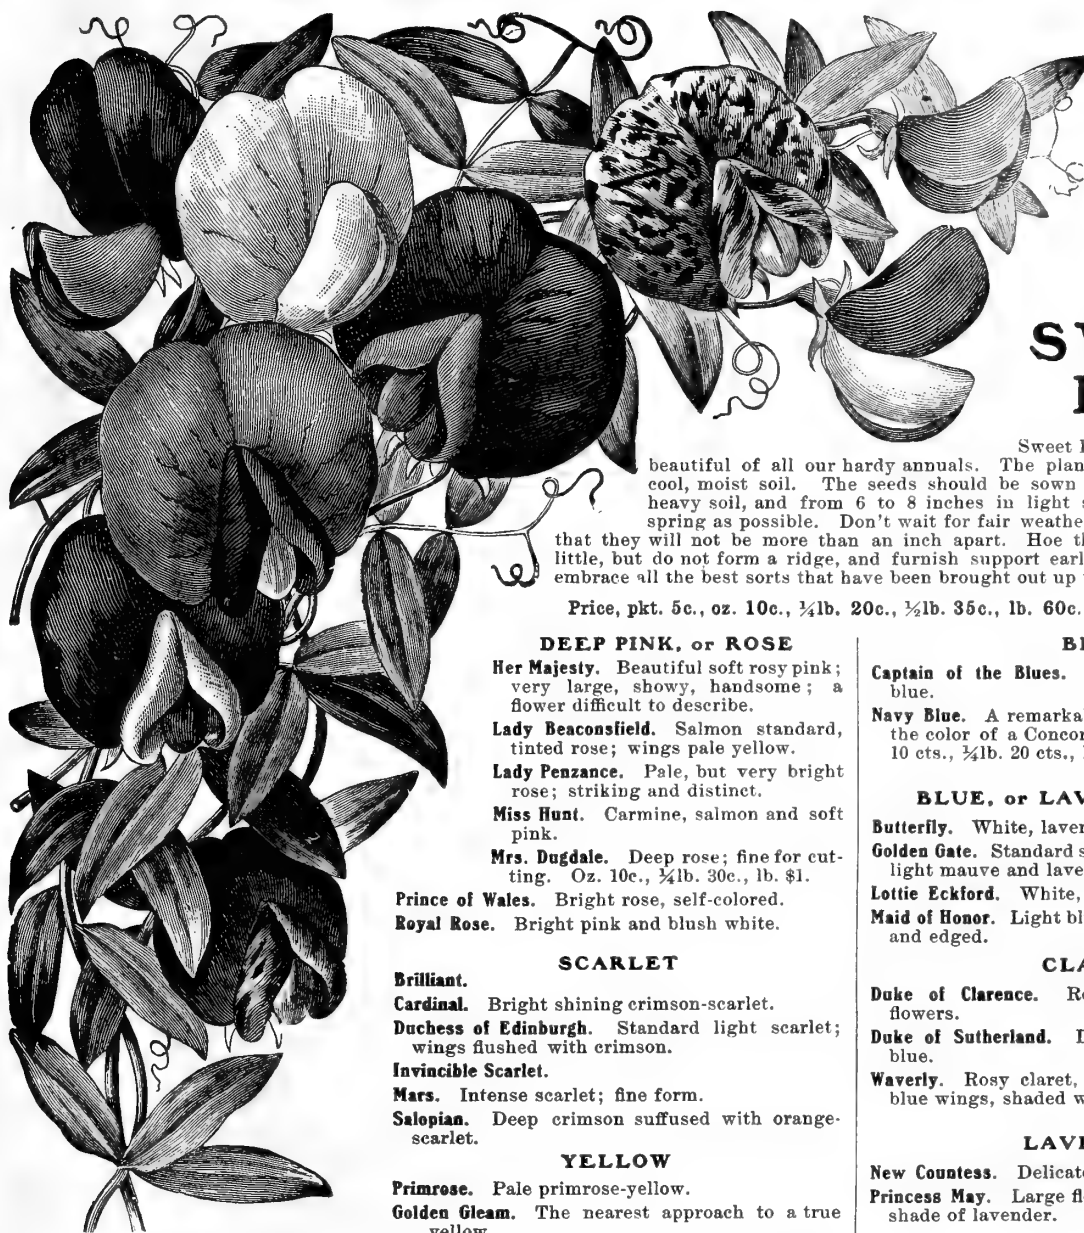 Sweet
beautiful of all our hardy annuals. The plan
cool, moist soil. The seeds should be sown
heavy soil, and from 6 to 8 inches in light
spring as possible. Don't wait for fair weathe
that they will not be more than an inch apart. Hoe
little, but do not form a ridge, and furnish support earl
embrace all the best sorts that have been brought out up
Price, pkt. 5c., oz. 10c., ¼lb. 20c., ½lb. 35c., lb. 60c.
DEEP PINK, or ROSE
Her Majesty. Beautiful soft rosy pink;
very large, showy, handsome; a
flower difficult to describe.
Lady Beaconsfield. Salmon standard,
tinted rose; wings pale yellow.
Lady Penzance. Pale, but very bright
rose; striking and distinct.
Miss Hunt. Carmine, salmon and soft
pink.
Mrs. Dugdale. Deep rose; fine for cut-
ting. Oz. 10c., ¼lb. 30c., lb. $1.
Prince of Wales. Bright rose, self-colored.
Royal Rose. Bright pink and blush white.
SCARLET
Brilliant.
Cardinal. Bright shining crimson-scarlet.
Duchess of Edinburgh. Standard light scarlet;
wings flushed with crimson.
Invincible Scarlet.
Mars. Intense scarlet; fine form.
Salopian. Deep crimson suffused with orange-
scarlet.
YELLOW
Primrose. Pale primrose-yellow.
Golden Gleam. The nearest approach to a true
yellow.
Captain of the Blues.
blue.
Navy Blue. A remarka
the color of a Concor
10 cts., ¼lb. 20 cts.,
BLUE, or LAV
Butterfly. White, laver
Golden Gate. Standard
light mauve and lave
Lottie Eckford. White,
Maid of Honor. Light bl
and edged.
CLA
Duke of Clarence. R
flowers.
Duke of Sutherland.
blue.
Waverly. Rosy claret,
blue wings, shaded w
LAVE
New Countess. Delicate
Princess May. Large fl
shade of lavender.